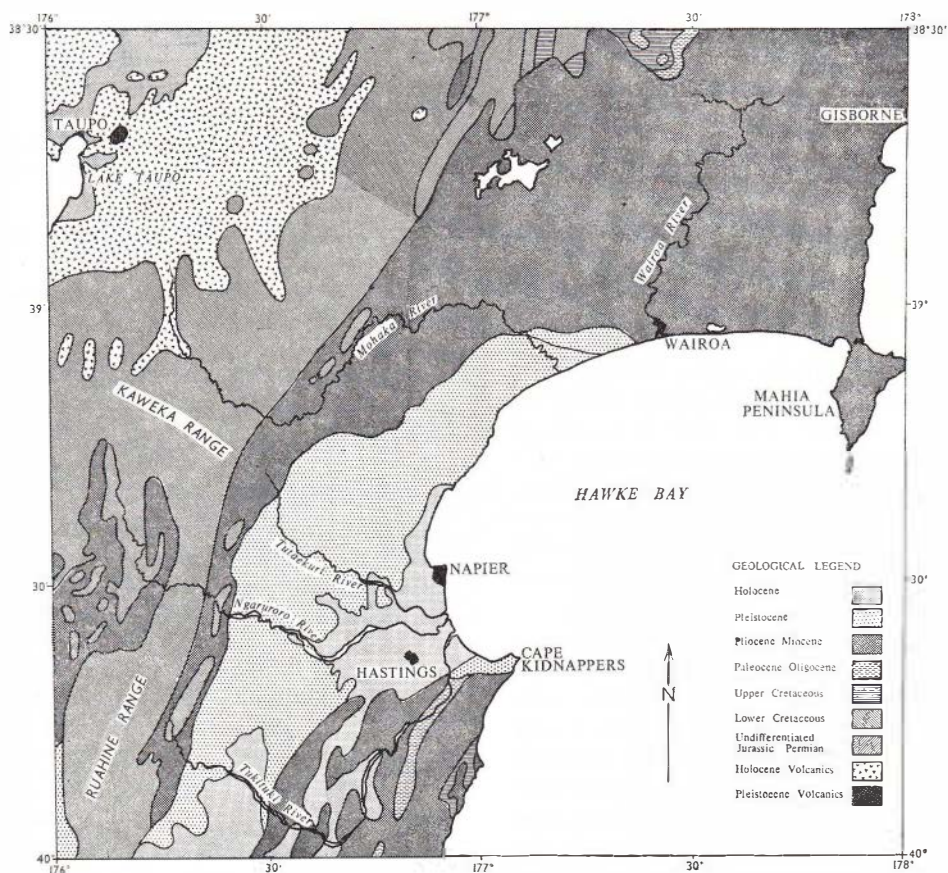 176°
30'
177°
30'
178°
38°30'
38°30'
TAUPO
LAKE TAUPO
GISBORNE
Wairoa River
39°
39°
Mohaka River
WAIROA
KAWEKA RANGE
MAHIA
PENINSULA
HAWKE BAY
Tutaekuri River
NAPIER
30'
30'
Ngaruroro River
CAPE
KIDNAPPERS
HASTINGS
RUAHINE RANGE
Tukituki River
N
GEOLOGICAL LEGEND
Holocene
Pleistocene
Pliocene Miocene
Paleocene Oligocene
Upper Cretaceous
Lower Cretaceous
Undifferentiated
Jurassic Permian
Holocene Volcanics
Pleistocene Volcanics
40°
40°
176°
30'
177°
30'
178°